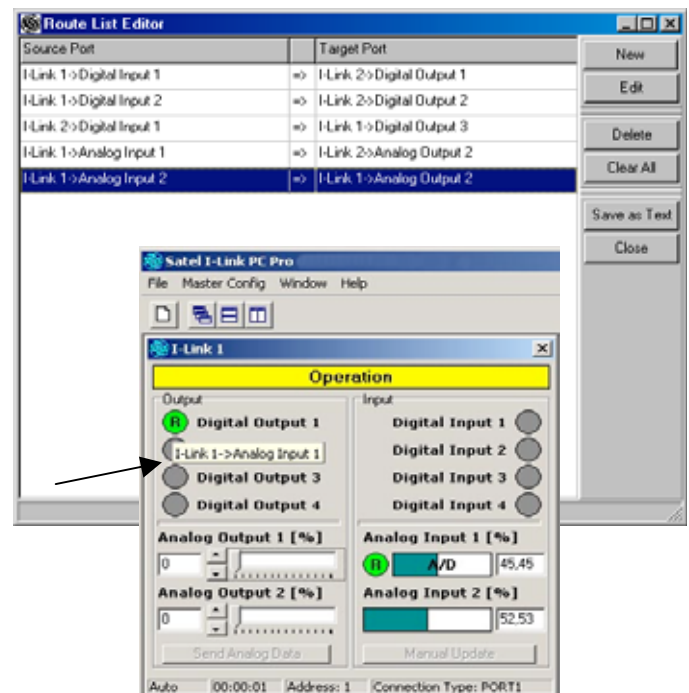 Route List Editor
Source Port Target Port
I-Link 1->Digital Input 1 => I-Link 2->Digital Output 1
I-Link 1->Digital Input 2 => I-Link 2->Digital Output 2
I-Link 2->Digital Input 1 => I-Link 1->Digital Output 3
I-Link 1->Analog Input 1 => I-Link 2->Analog Output 2
I-Link 1->Analog Input 2 => I-Link 1->Analog Output 2
New
Edit
Delete
Clear All
Save as Text
Close
Satel I-Link PC Pro
File Master Config Window Help
I-Link 1
Operation
Output
R Digital Output 1
I-Link 1->Analog Input 1
Digital Output 3
Digital Output 4
Input
Digital Input 1
Digital Input 2
Digital Input 3
Digital Input 4
Analog Output 1 [%]
0
Analog Output 2 [%]
0
Send Analog Data
Analog Input 1 [%]
R A/D 45,45
Analog Input 2 [%]
52,53
Manual Update
Auto 00:00:01 Address: 1 Connection Type: PORT1